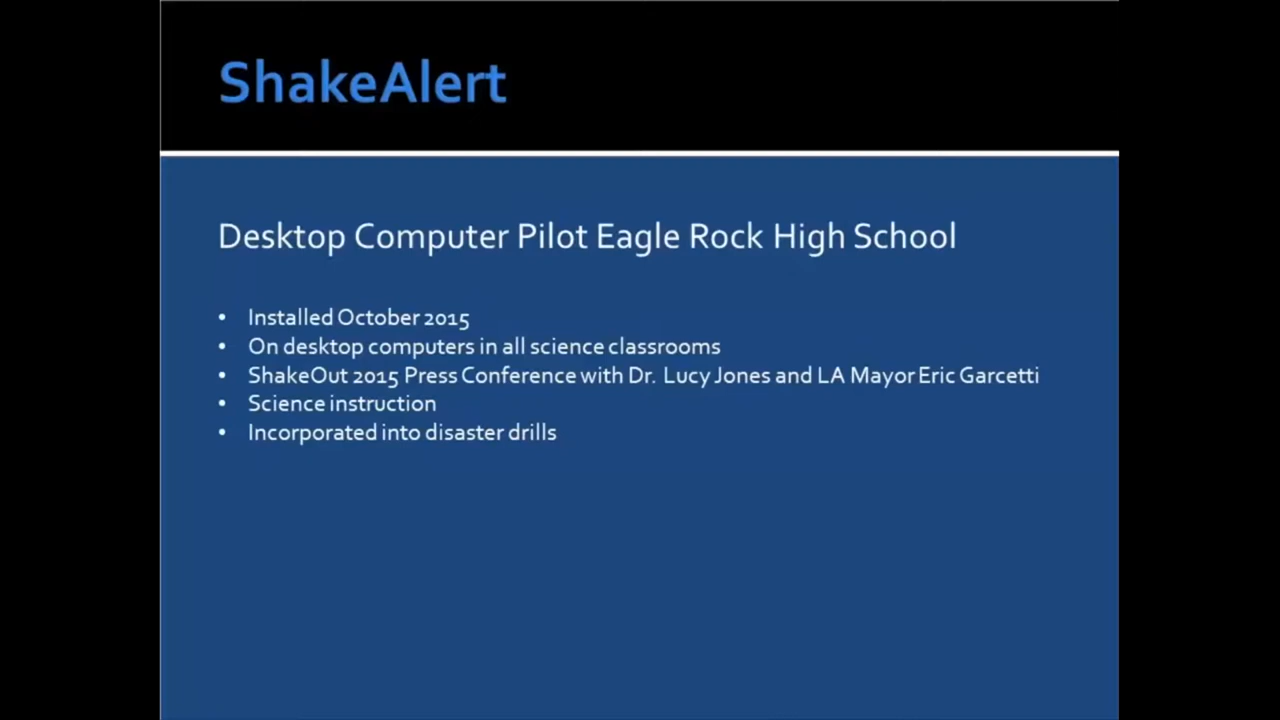 ShakeAlert
Desktop Computer Pilot Eagle Rock High School
• Installed October 2015
• On desktop computers in all science classrooms
• ShakeOut 2015 Press Conference with Dr. Lucy Jones and LA Mayor Eric Garcetti
• Science instruction
• Incorporated into disaster drills